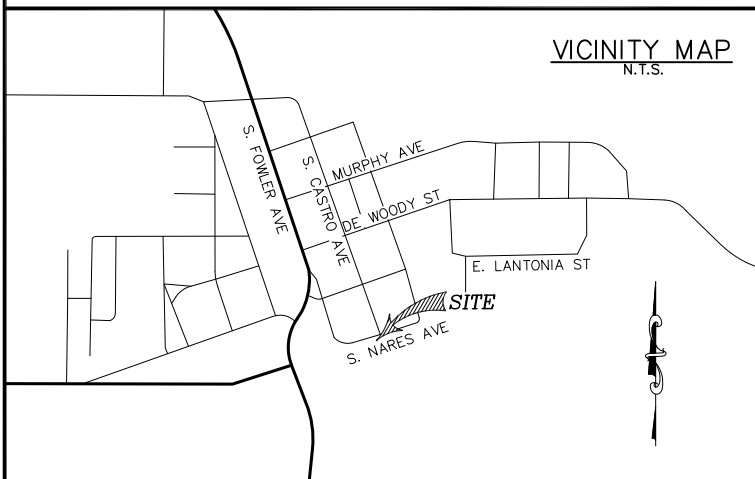 VICINITY MAP
N.T.S.
S. FOWLER AVE
S. CASTRO AVE
MURPHY AVE
DE WOODY ST
E. LANTONIA ST
SITE
S. NARES AVE